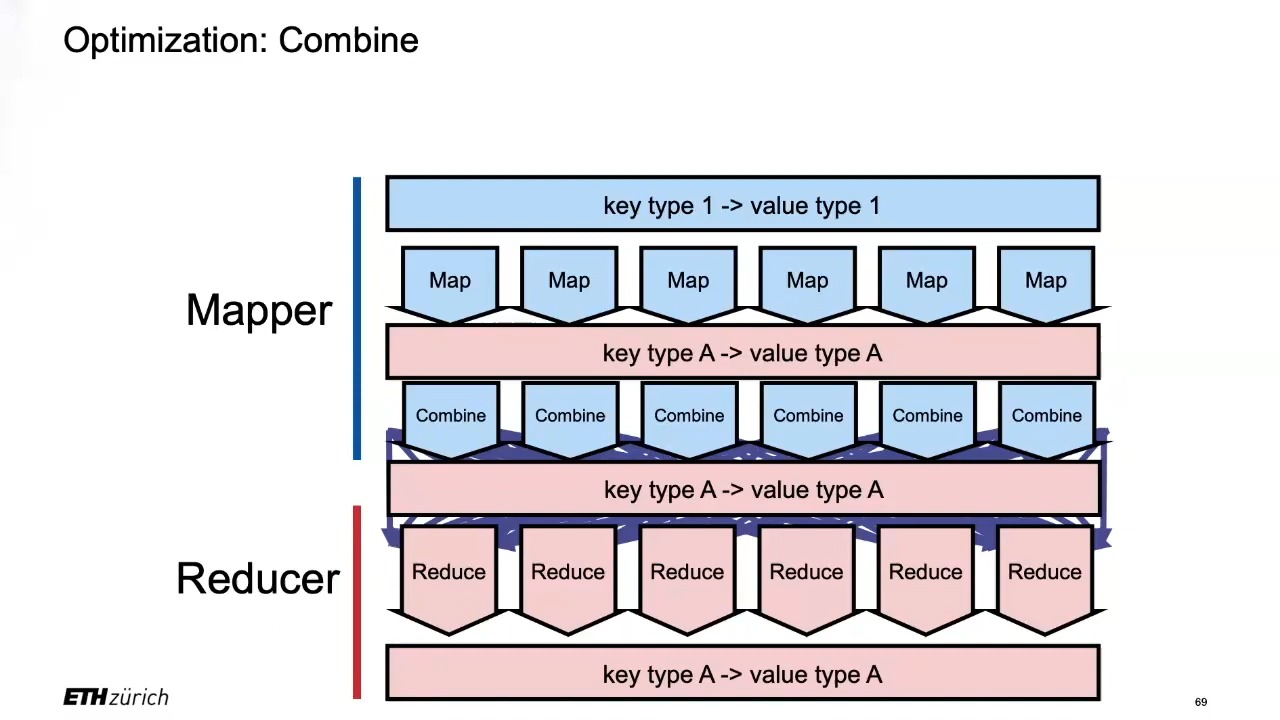 Optimization: Combine
key type 1 -> value type 1
Map Map Map Map Map Map
Mapper
key type A -> value type A
Combine Combine Combine Combine Combine Combine
key type A -> value type A
Reduce Reduce Reduce Reduce Reduce Reduce
Reducer
key type A -> value type A
ETH zürich
69